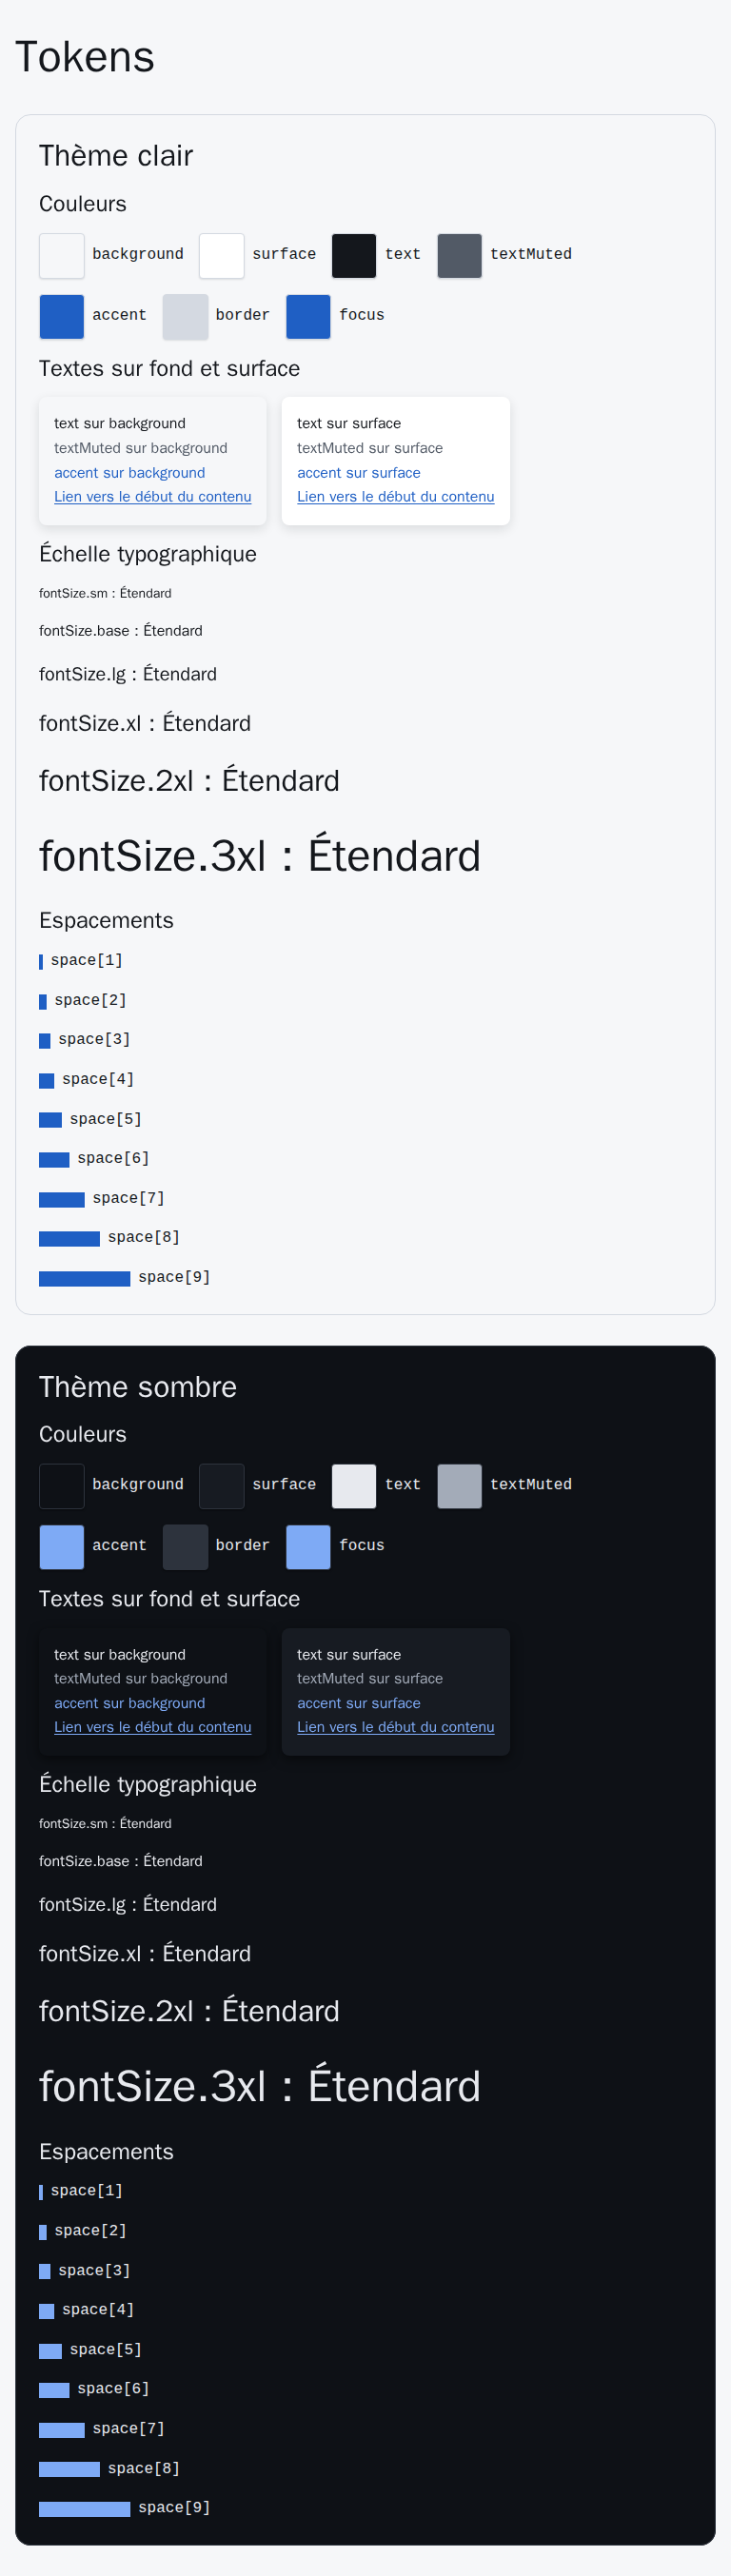 Tokens
Thème clair
Couleurs
background surface text textMuted
accent border focus
Textes sur fond et surface
text sur background
textMuted sur background
accent sur background
Lien vers le début du contenu
text sur surface
textMuted sur surface
accent sur surface
Lien vers le début du contenu
Échelle typographique
fontSize.sm : Étendard
fontSize.base : Étendard
fontSize.lg : Étendard
fontSize.xl : Étendard
fontSize.2xl : Étendard
fontSize.3xl : Étendard
Espacements
space[1]
space[2]
space[3]
space[4]
space[5]
space[6]
space[7]
space[8]
space[9]
Thème sombre
Couleurs
background surface text textMuted
accent border focus
Textes sur fond et surface
text sur background
textMuted sur background
accent sur background
Lien vers le début du contenu
text sur surface
textMuted sur surface
accent sur surface
Lien vers le début du contenu
Échelle typographique
fontSize.sm : Étendard
fontSize.base : Étendard
fontSize.lg : Étendard
fontSize.xl : Étendard
fontSize.2xl : Étendard
fontSize.3xl : Étendard
Espacements
space[1]
space[2]
space[3]
space[4]
space[5]
space[6]
space[7]
space[8]
space[9]